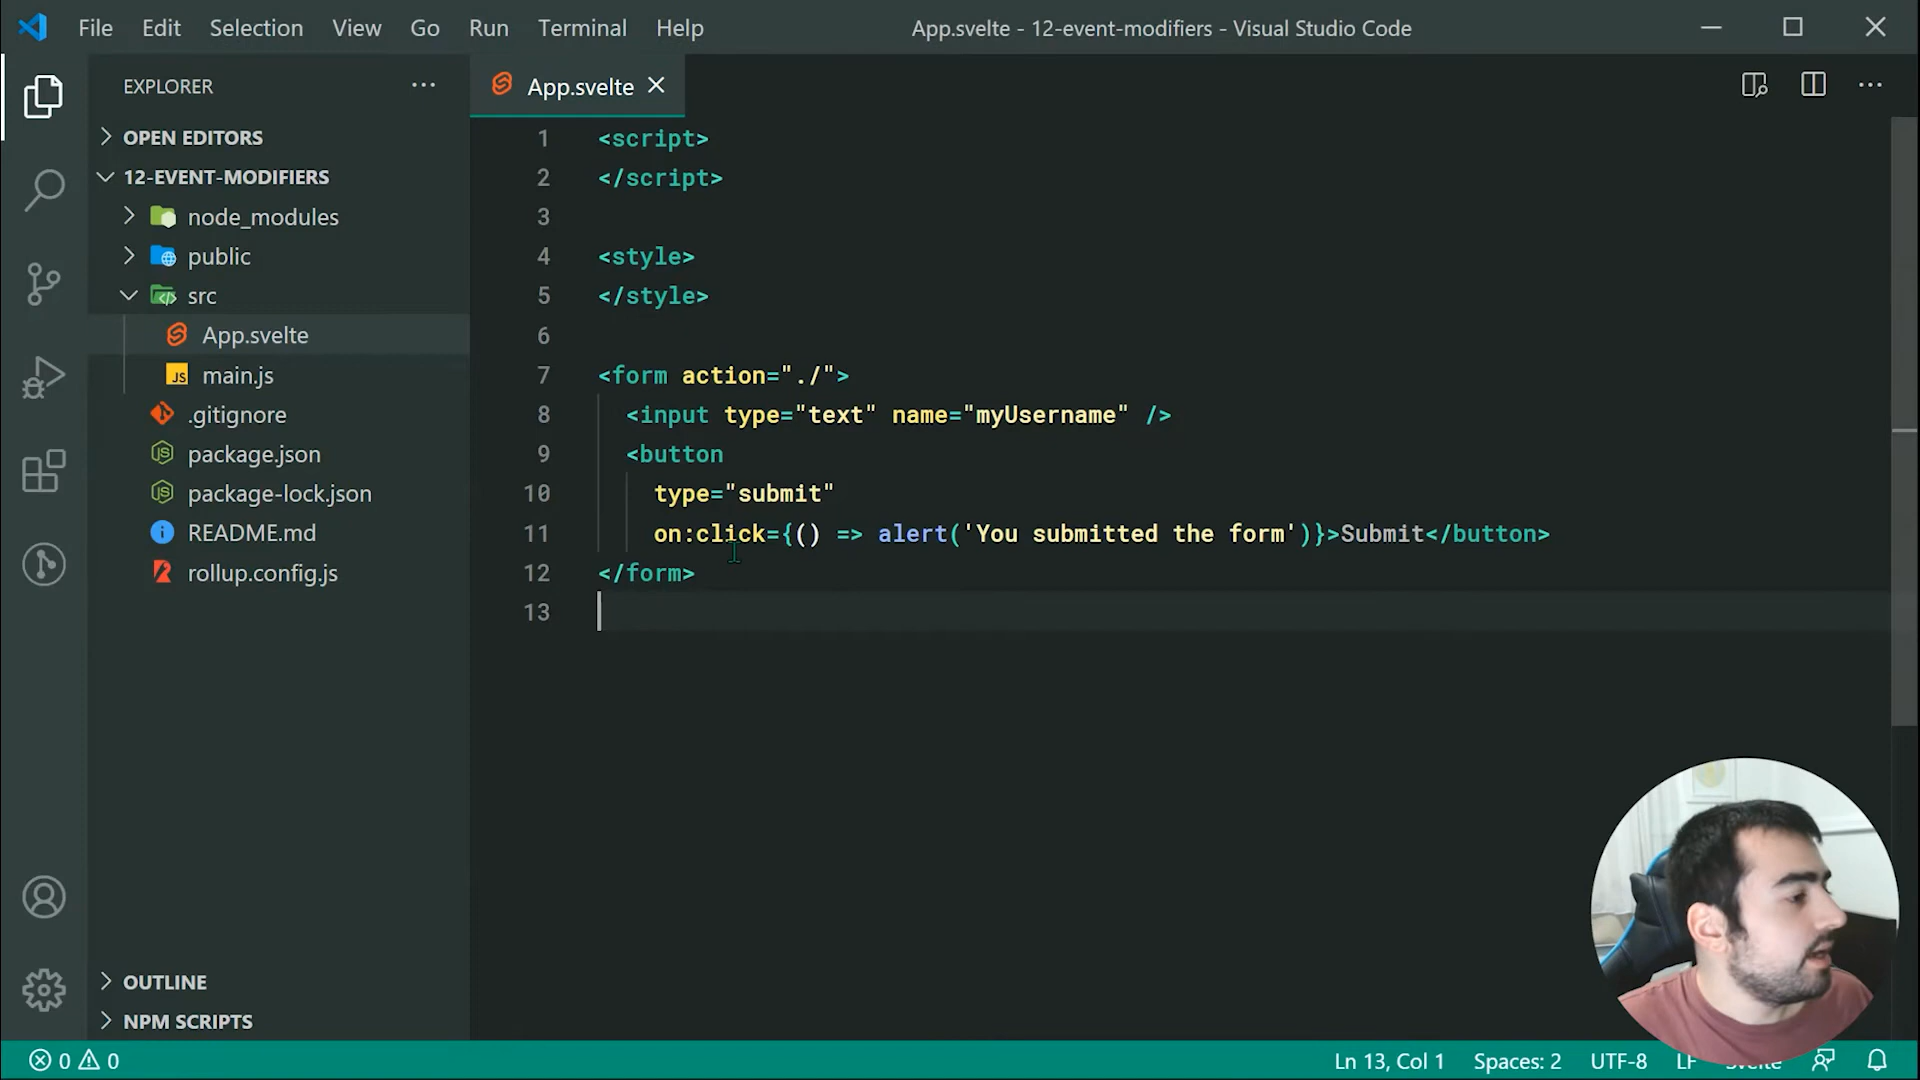 File Edit Selection View Go Run Terminal Help
App.svelte - 12-event-modifiers - Visual Studio Code
EXPLORER
OPEN EDITORS
12-EVENT-MODIFIERS
node_modules
public
src
App.svelte
JS main.js
.gitignore
package.json
package-lock.json
README.md
rollup.config.js
OUTLINE
NPM SCRIPTS
App.svelte
1 <script>
2 </script>
3
4 <style>
5 </style>
6
7 <form action="./">
8 <input type="text" name="myUsername" />
9 <button
10 type="submit"
11 on:click={() => alert('You submitted the form')}>Submit</button>
12 </form>
13
0 0
Ln 13, Col 1 Spaces: 2 UTF-8 LF Svelte